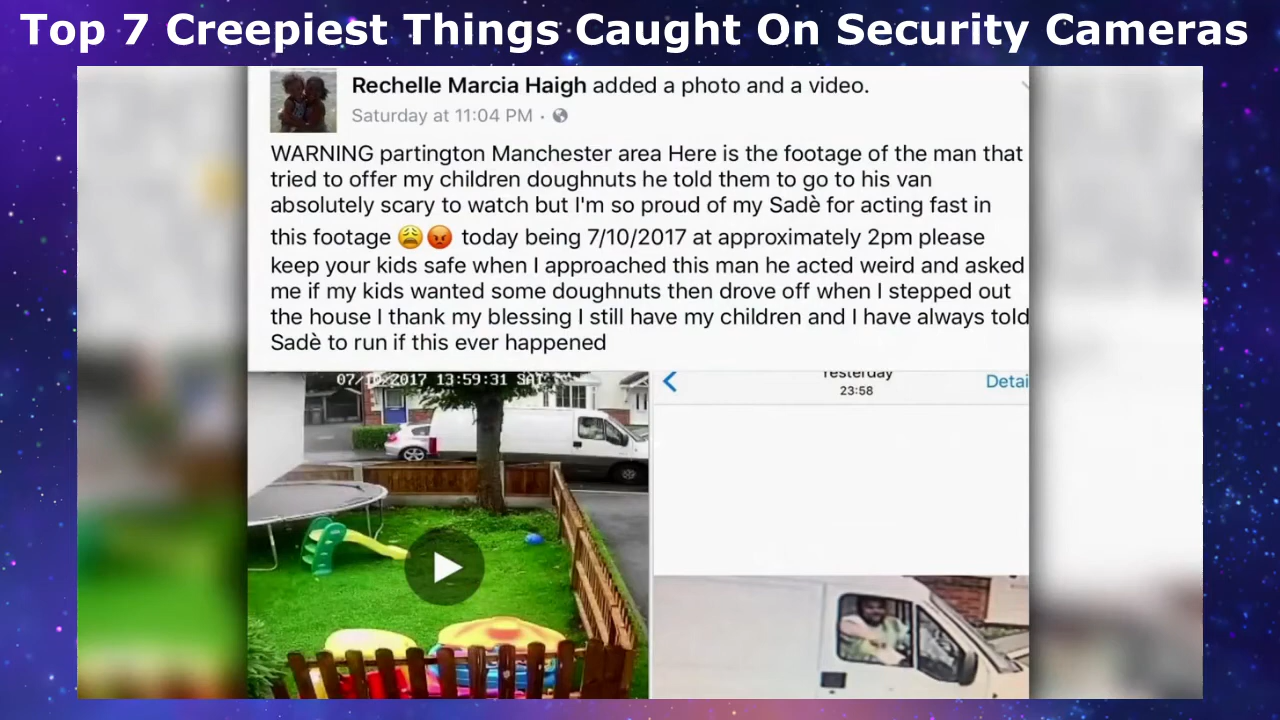 Top 7 Creepiest Things Caught On Security Cameras
Rechelle Marcia Haigh added a photo and a video.
Saturday at 11:04 PM ·
WARNING partington Manchester area Here is the footage of the man that
tried to offer my children doughnuts he told them to go to his van
absolutely scary to watch but I'm so proud of my Sadè for acting fast in
this footage 😩😡 today being 7/10/2017 at approximately 2pm please
keep your kids safe when I approached this man he acted weird and asked
me if my kids wanted some doughnuts then drove off when I stepped out
the house I thank my blessing I still have my children and I have always told
Sadè to run if this ever happened
07/10/2017 13:59:31 SAT
Yesterday
23:58
Detai